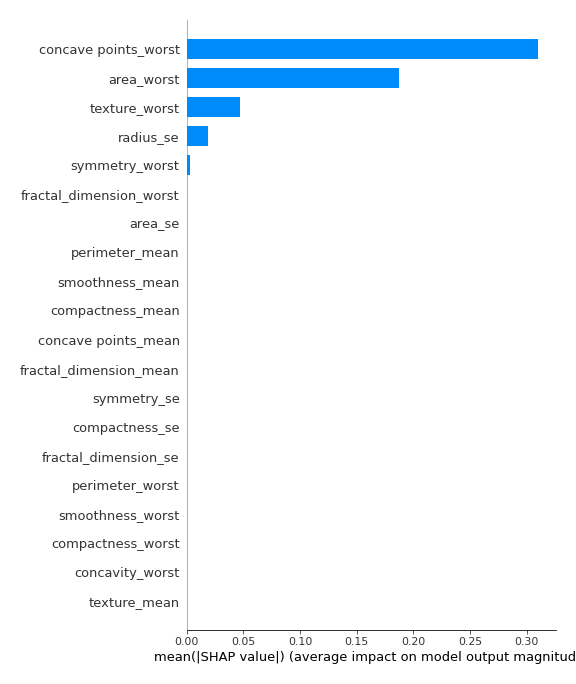 concave points_worst
area_worst
texture_worst
radius_se
symmetry_worst
fractal_dimension_worst
area_se
perimeter_mean
smoothness_mean
compactness_mean
concave points_mean
fractal_dimension_mean
symmetry_se
compactness_se
fractal_dimension_se
perimeter_worst
smoothness_worst
compactness_worst
concavity_worst
texture_mean
0.00 0.05 0.10 0.15 0.20 0.25 0.30
mean(|SHAP value|) (average impact on model output magnitud